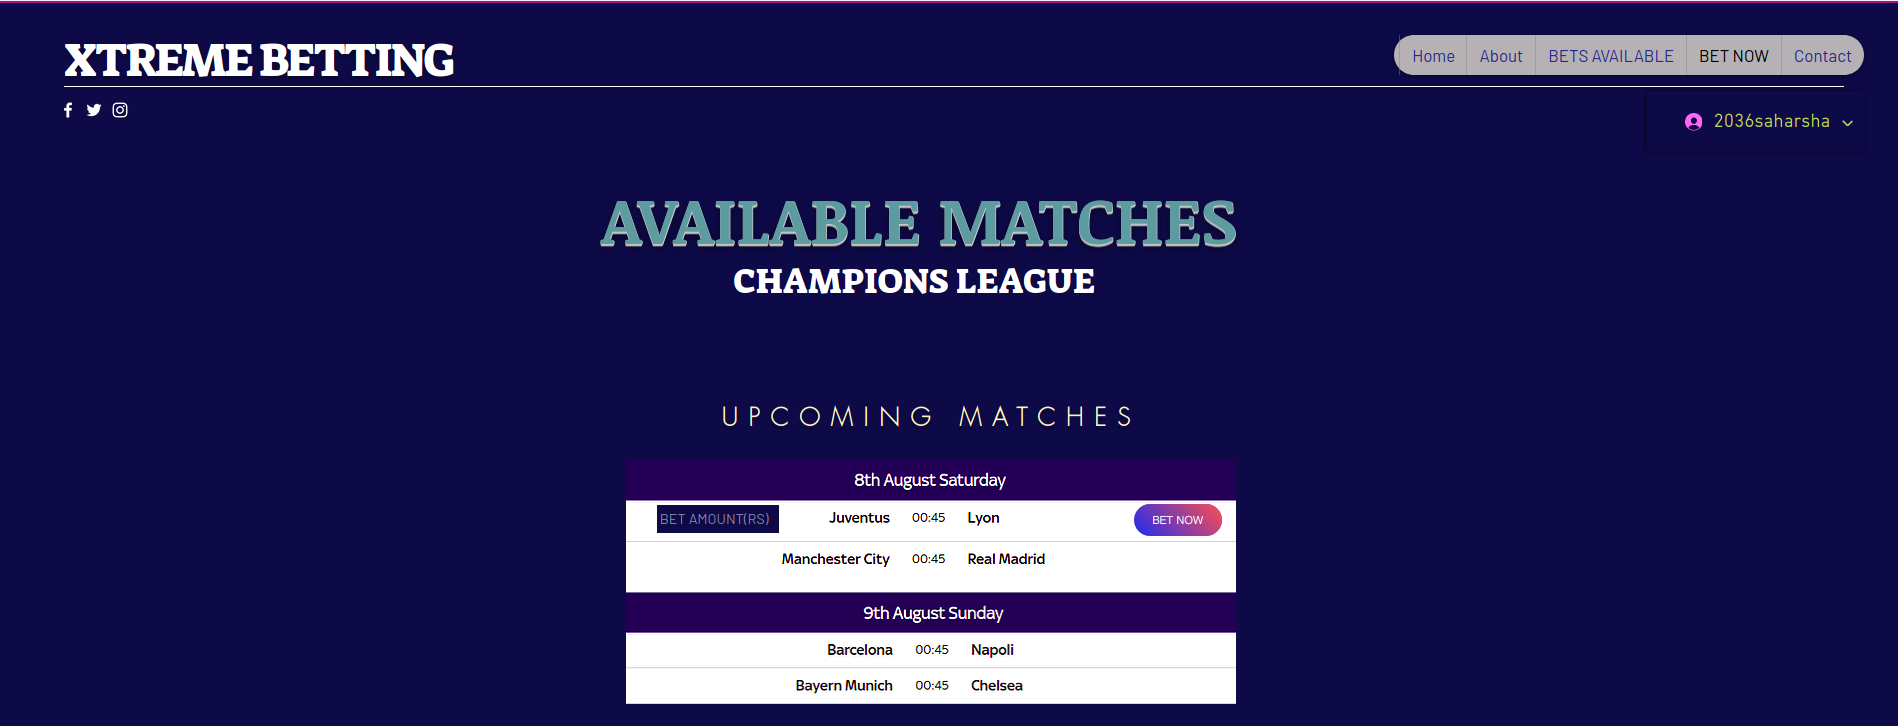 XTREME BETTING
Home About BETS AVAILABLE BET NOW Contact
2036saharsha
AVAILABLE MATCHES
CHAMPIONS LEAGUE
UPCOMING MATCHES
8th August Saturday
BET AMOUNT(RS) Juventus 00:45 Lyon BET NOW
Manchester City 00:45 Real Madrid
9th August Sunday
Barcelona 00:45 Napoli
Bayern Munich 00:45 Chelsea